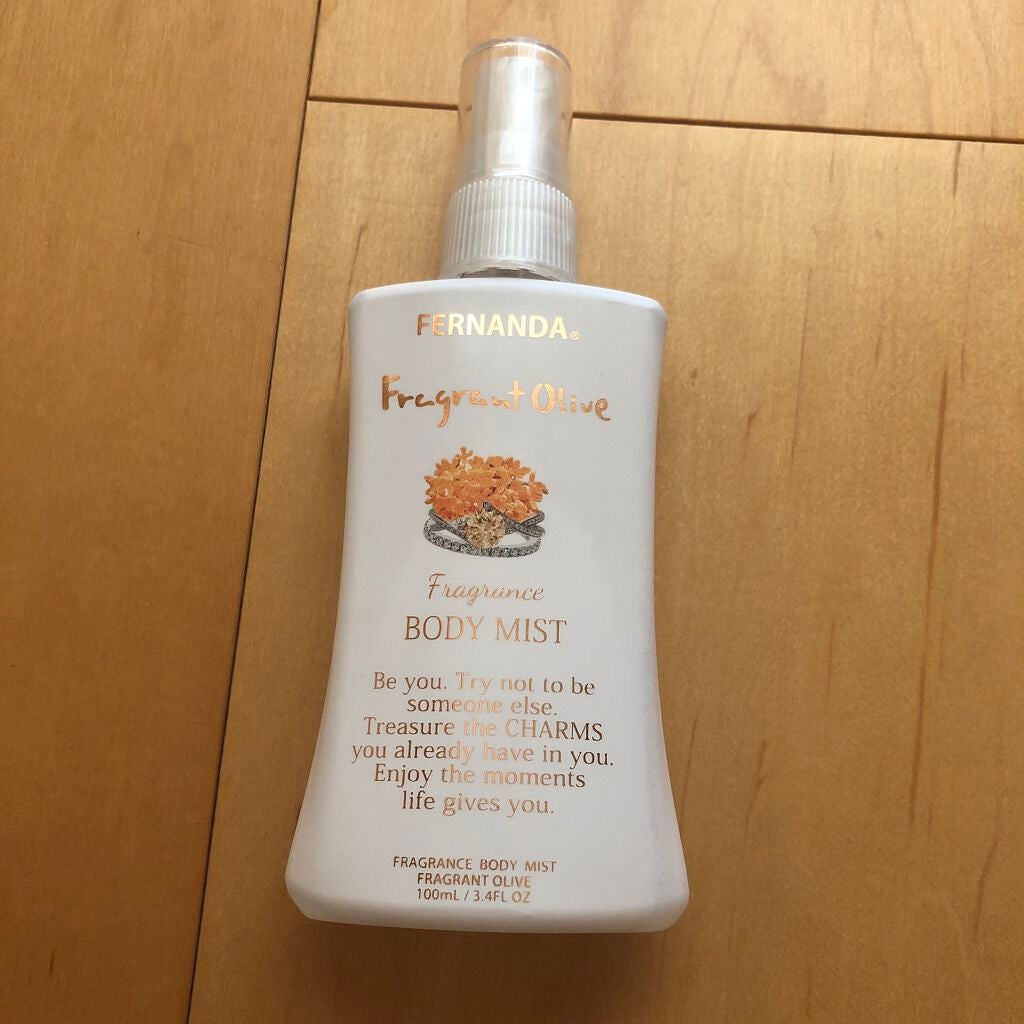 FERNANDA®
Fragrant Olive
Fragrance
BODY MIST
Be you. Try not to be
someone else.
Treasure the CHARMS
you already have in you.
Enjoy the moments
life gives you.
FRAGRANCE BODY MIST
FRAGRANT OLIVE
100mL / 3.4FL OZ